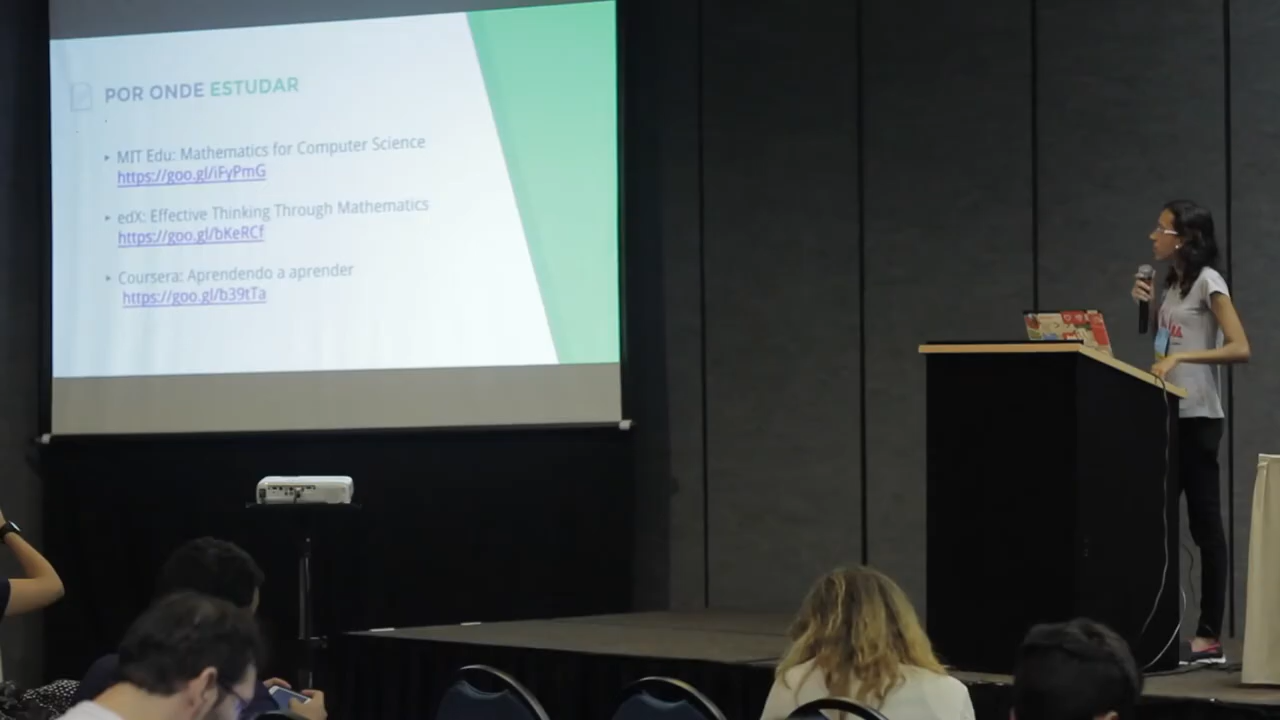 POR ONDE ESTUDAR
▸ MIT Edu: Mathematics for Computer Science
https://goo.gl/iFyPmG
▸ edX: Effective Thinking Through Mathematics
https://goo.gl/bKeRCf
▸ Coursera: Aprendendo a aprender
https://goo.gl/b39tTa